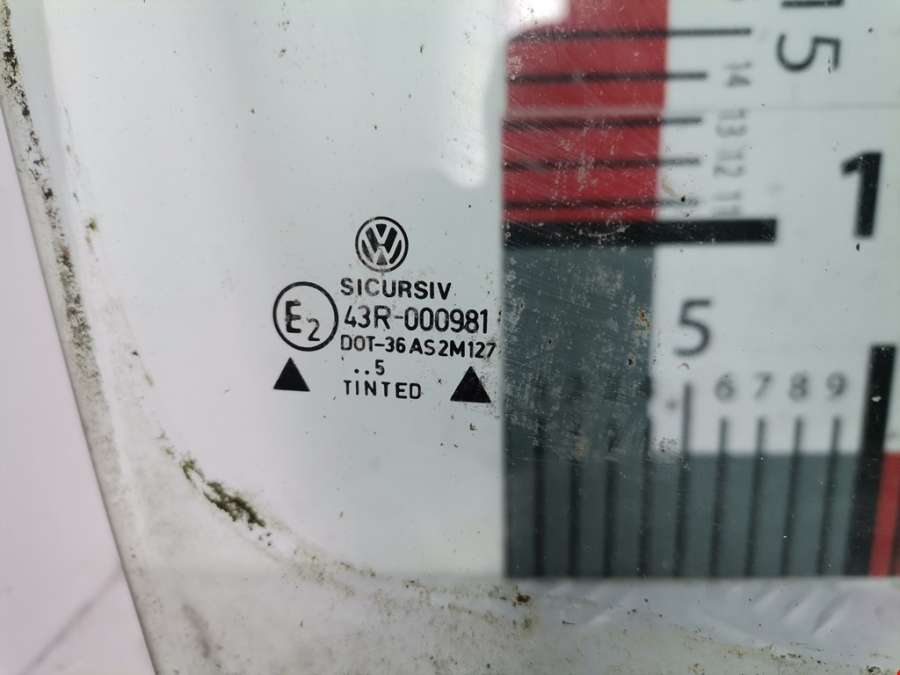 SICURSIV
E2
43R-000981
DOT-36 AS2M127
..5
TINTED
15
14
13
12
11
1
5
6 7 8 9